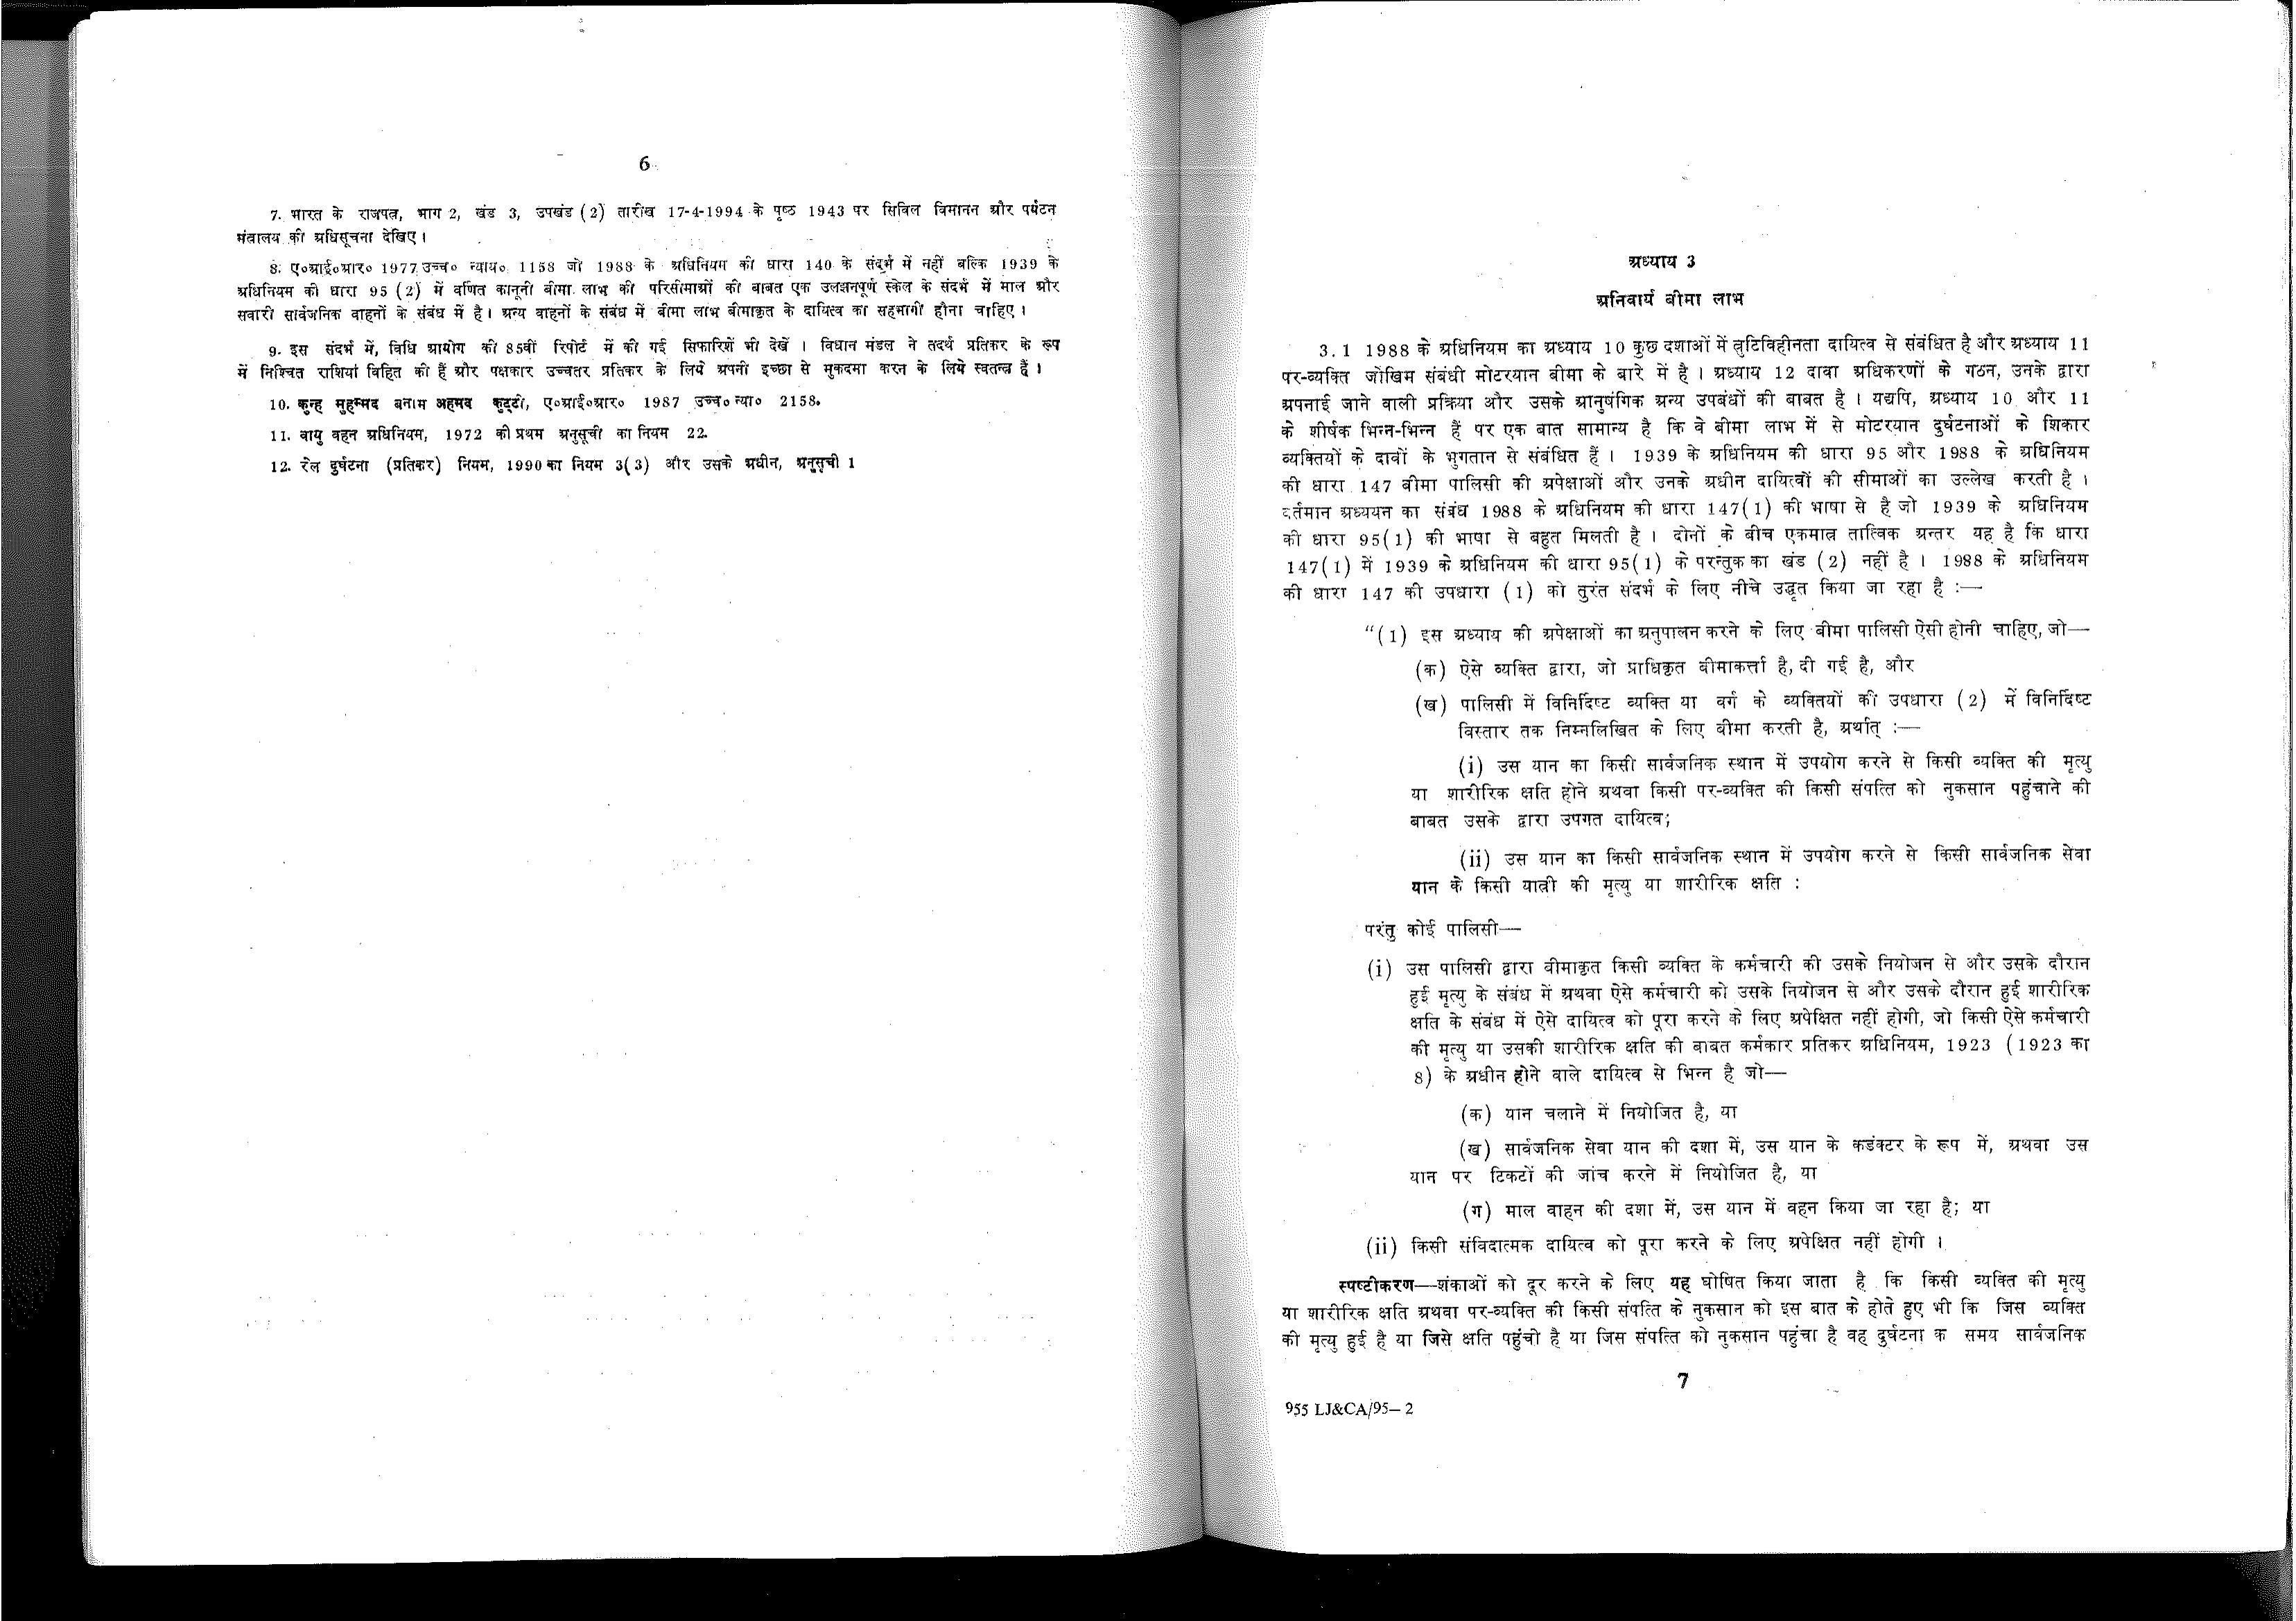 6
7. भारत के राजपत्र, भाग 2, खंड 3, उपखंड (2) तारीख 17-4-1994 के पृष्ठ 1943 पर सिविल विमानन और पर्यटन
मंत्रालय की अधिसूचना देखिए।
8. ए०आई०आर० 1977 उच्च० न्याय० 1158 जो 1988 के अधिनियम की धारा 140 के संदर्भ में नहीं बल्कि 1939 के
अधिनियम की धारा 95 (2) में वर्णित कानूनी बीमा लाभ की परिसीमाओं की बाबत एक उलझनपूर्ण स्केल के संदर्भ में माल और
सवारी सार्वजनिक वाहनों के संबंध में है। अन्य वाहनों के संबंध में बीमा लाभ बीमाकृत के दायित्व का सहभागी होना चाहिए।
9. इस संदर्भ में, विधि आयोग की 85वीं रिपोर्ट में की गई सिफारिशें भी देखें । विधान मंडल ने तदर्थ प्रतिकर के रूप
में निश्चित राशियां विहित की हैं और पक्षकार उच्चतर प्रतिकर के लिये अपनी इच्छा से मुकदमा करन के लिये स्वतन्त्र हैं।
10. कुन्ह मुहम्मद बनाम अहमद कुट्टी, ए०आई०आर० 1987 उच्च० न्या० 2158.
11. वायु वहन अधिनियम, 1972 की प्रथम अनुसूची का नियम 22.
12. रेल दुर्घटना (प्रतिकर) नियम, 1990 का नियम 3(3) और उसके अधीन, अनुसूची 1
अध्याय 3
अनिवार्य बीमा लाभ
3.1 1988 के अधिनियम का अध्याय 10 कुछ दशाओं में त्रुटिविहीनता दायित्व से संबंधित है और अध्याय 11
पर-व्यक्ति जोखिम संबंधी मोटरयान बीमा के बारे में है । अध्याय 12 दावा अधिकरणों के गठन, उनके द्वारा
अपनाई जाने वाली प्रक्रिया और उसके आनुषंगिक अन्य उपबंधों की बाबत है । यद्यपि, अध्याय 10 और 11
के शीर्षक भिन्न-भिन्न हैं पर एक बात सामान्य है कि वे बीमा लाभ में से मोटरयान दुर्घटनाओं के शिकार
व्यक्तियों के दावों के भुगतान से संबंधित हैं । 1939 के अधिनियम की धारा 95 और 1988 के अधिनियम
की धारा 147 बीमा पालिसी की अपेक्षाओं और उनके अधीन दायित्वों की सीमाओं का उल्लेख करती है ।
वर्तमान अध्ययन का संबंध 1988 के अधिनियम की धारा 147(1) की भाषा से है जो 1939 के अधिनियम
की धारा 95(1) की भाषा से बहुत मिलती है । दोनों के बीच एकमात्र तात्विक अन्तर यह है कि धारा
147(1) में 1939 के अधिनियम की धारा 95(1) के परन्तुक का खंड (2) नहीं है । 1988 के अधिनियम
की धारा 147 की उपधारा (1) को तुरंत संदर्भ के लिए नीचे उद्धृत किया जा रहा है :—
"(1) इस अध्याय की अपेक्षाओं का अनुपालन करने के लिए बीमा पालिसी ऐसी होनी चाहिए, जो—
(क) ऐसे व्यक्ति द्वारा, जो प्राधिकृत बीमाकर्त्ता है, दी गई है, और
(ख) पालिसी में विनिर्दिष्ट व्यक्ति या वर्ग के व्यक्तियों की उपधारा (2) में विनिर्दिष्ट
विस्तार तक निम्नलिखित के लिए बीमा करती है, अर्थात् :—
(i) उस यान का किसी सार्वजनिक स्थान में उपयोग करने से किसी व्यक्ति की मृत्यु
या शारीरिक क्षति होने अथवा किसी पर-व्यक्ति की किसी संपत्ति को नुकसान पहुंचाने की
बाबत उसके द्वारा उपगत दायित्व;
(ii) उस यान का किसी सार्वजनिक स्थान में उपयोग करने से किसी सार्वजनिक सेवा
यान के किसी यात्री की मृत्यु या शारीरिक क्षति :
परंतु कोई पालिसी—
(i) उस पालिसी द्वारा बीमाकृत किसी व्यक्ति के कर्मचारी की उसके नियोजन से और उसके दौरान
हुई मृत्यु के संबंध में अथवा ऐसे कर्मचारी को उसके नियोजन से और उसके दौरान हुई शारीरिक
क्षति के संबंध में ऐसे दायित्व को पूरा करने के लिए अपेक्षित नहीं होगी, जो किसी ऐसे कर्मचारी
की मृत्यु या उसकी शारीरिक क्षति की बाबत कर्मकार प्रतिकर अधिनियम, 1923 (1923 का
8) के अधीन होने वाले दायित्व से भिन्न है जो—
(क) यान चलाने में नियोजित है, या
(ख) सार्वजनिक सेवा यान की दशा में, उस यान के कडंक्टर के रूप में, अथवा उस
यान पर टिकटों की जांच करने में नियोजित है, या
(ग) माल वाहन की दशा में, उस यान में वहन किया जा रहा है; या
(ii) किसी संविदात्मक दायित्व को पूरा करने के लिए अपेक्षित नहीं होगी ।
स्पष्टीकरण—शंकाओं को दूर करने के लिए यह घोषित किया जाता है कि किसी व्यक्ति की मृत्यु
या शारीरिक क्षति अथवा पर-व्यक्ति की किसी संपत्ति के नुकसान को इस बात के होते हुए भी कि जिस व्यक्ति
की मृत्यु हुई है या जिसे क्षति पहुंची है या जिस संपत्ति को नुकसान पहुंचा है वह दुर्घटना क समय सार्वजनिक
7
955 LJ&CA/95—2